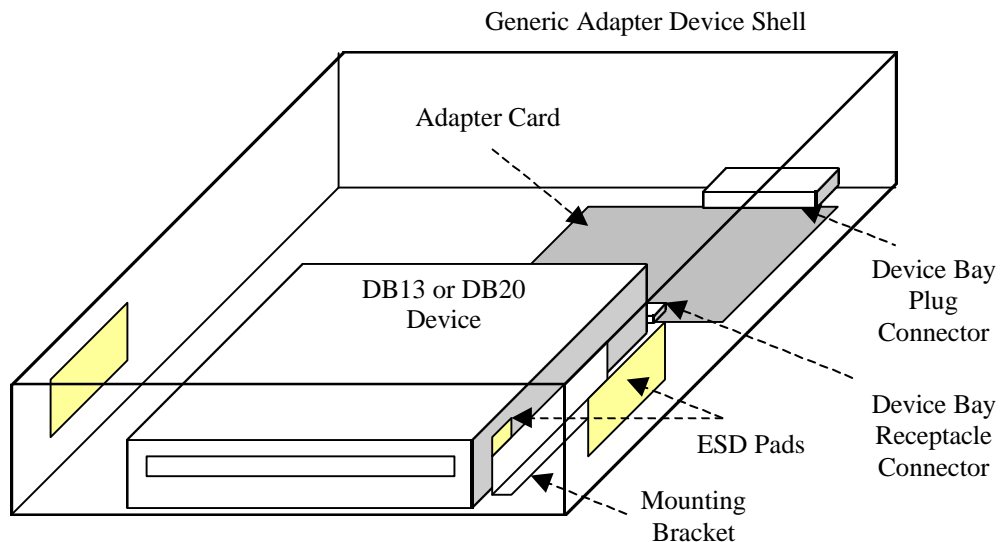 Generic Adapter Device Shell
Adapter Card
DB13 or DB20
Device
Device Bay
Plug
Connector
Device Bay
Receptacle
Connector
ESD Pads
Mounting
Bracket